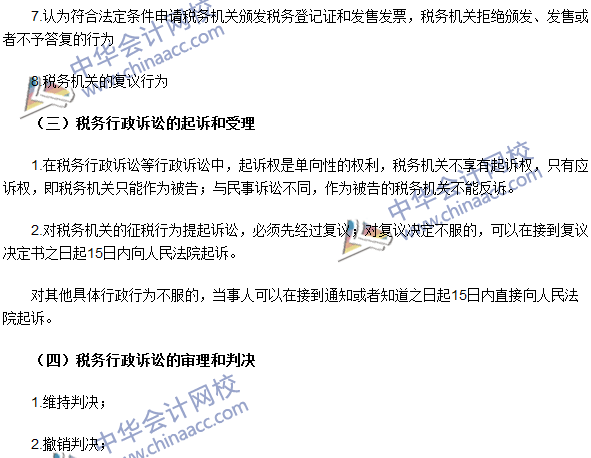 7.认为符合法定条件申请税务机关颁发税务登记证和发售发票，税务机关拒绝颁发、发售或
者不予答复的行为
8.税务机关的复议行为
（三）税务行政诉讼的起诉和受理
1.在税务行政诉讼等行政诉讼中，起诉权是单向性的权利，税务机关不享有起诉权，只有应
诉权，即税务机关只能作为被告；与民事诉讼不同，作为被告的税务机关不能反诉。
2.对税务机关的征税行为提起诉讼，必须先经过复议；对复议决定不服的，可以在接到复议
决定书之日起15日内向人民法院起诉。
对其他具体行政行为不服的，当事人可以在接到通知或者知道之日起15日内直接向人民法
院起诉。
（四）税务行政诉讼的审理和判决
1.维持判决；
2.撤销判决；
中华会计网校
www.chinaacc.com
中华会计网校
www.chinaacc.com
中华会计网校
www.chinaacc.com